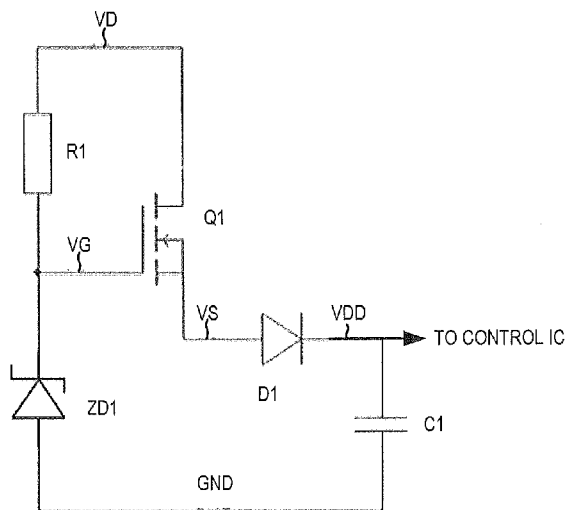 VD
R1
Q1
VG
VS
VDD
TO CONTROL IC
D1
ZD1
C1
GND